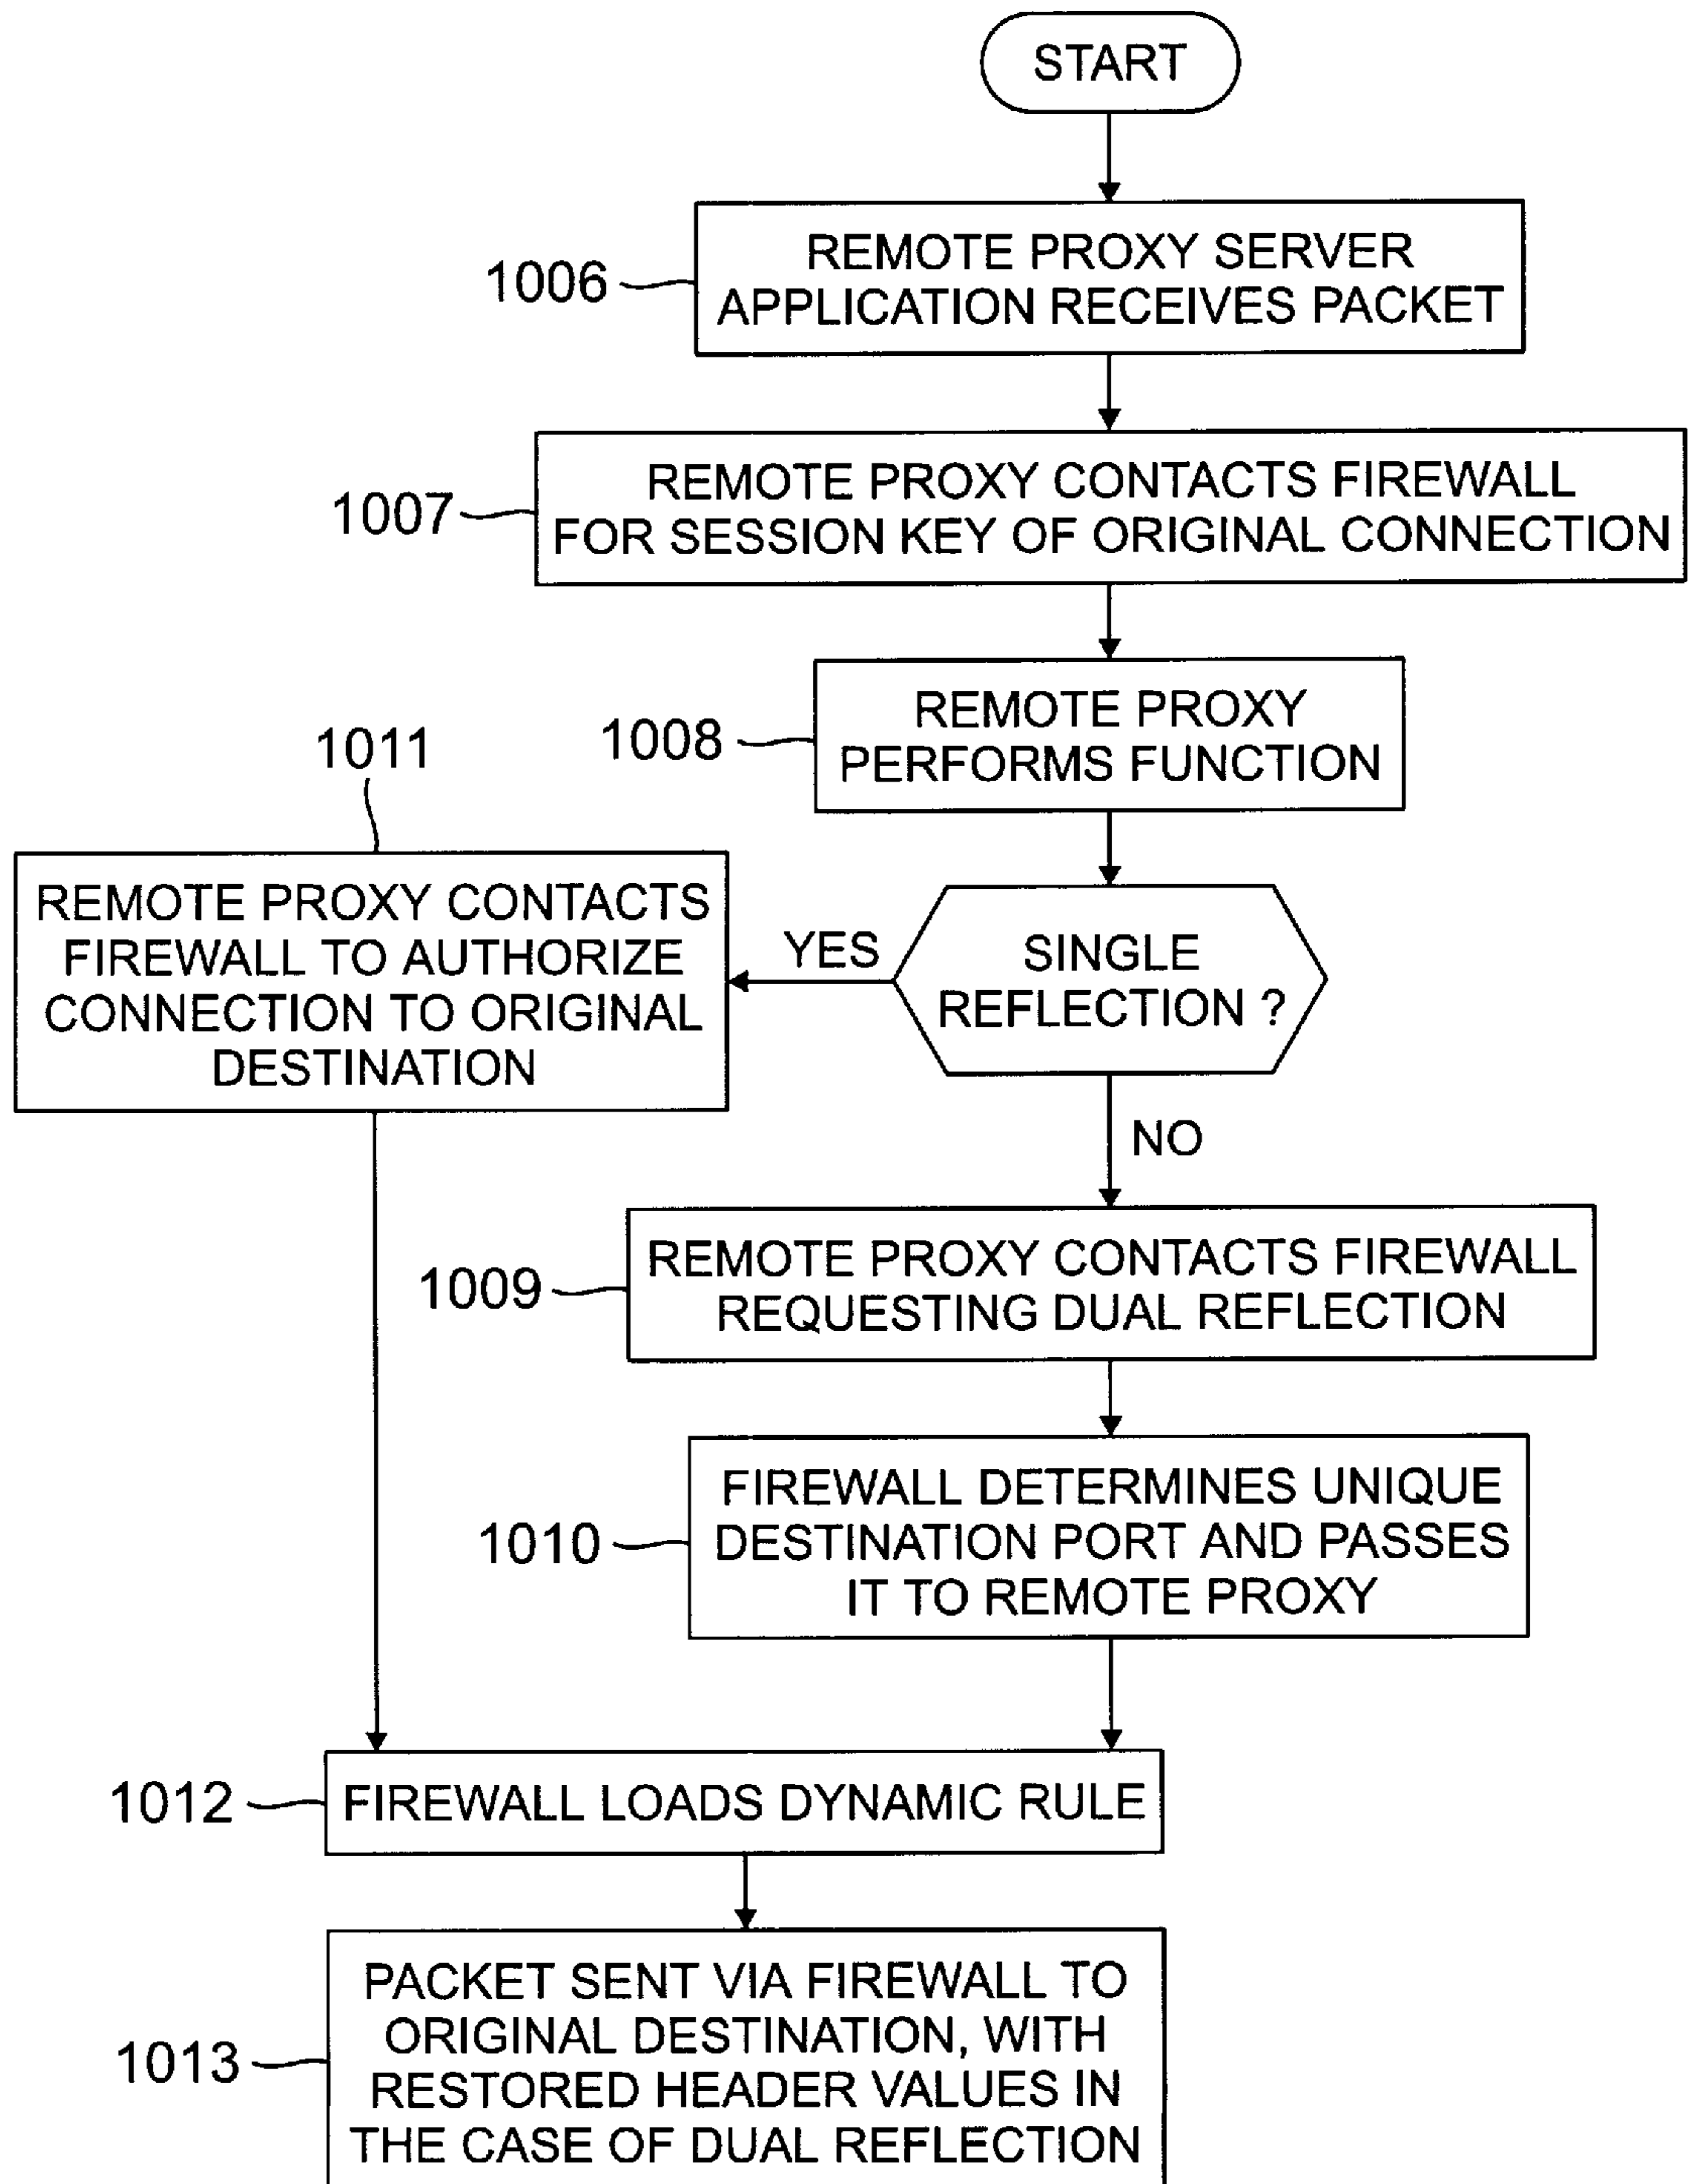 START
1006
REMOTE PROXY SERVER
APPLICATION RECEIVES PACKET
1007
REMOTE PROXY CONTACTS FIREWALL
FOR SESSION KEY OF ORIGINAL CONNECTION
1008
REMOTE PROXY
PERFORMS FUNCTION
1011
REMOTE PROXY CONTACTS
FIREWALL TO AUTHORIZE
CONNECTION TO ORIGINAL
DESTINATION
YES
SINGLE
REFLECTION ?
NO
1009
REMOTE PROXY CONTACTS FIREWALL
REQUESTING DUAL REFLECTION
1010
FIREWALL DETERMINES UNIQUE
DESTINATION PORT AND PASSES
IT TO REMOTE PROXY
1012
FIREWALL LOADS DYNAMIC RULE
1013
PACKET SENT VIA FIREWALL TO
ORIGINAL DESTINATION, WITH
RESTORED HEADER VALUES IN
THE CASE OF DUAL REFLECTION